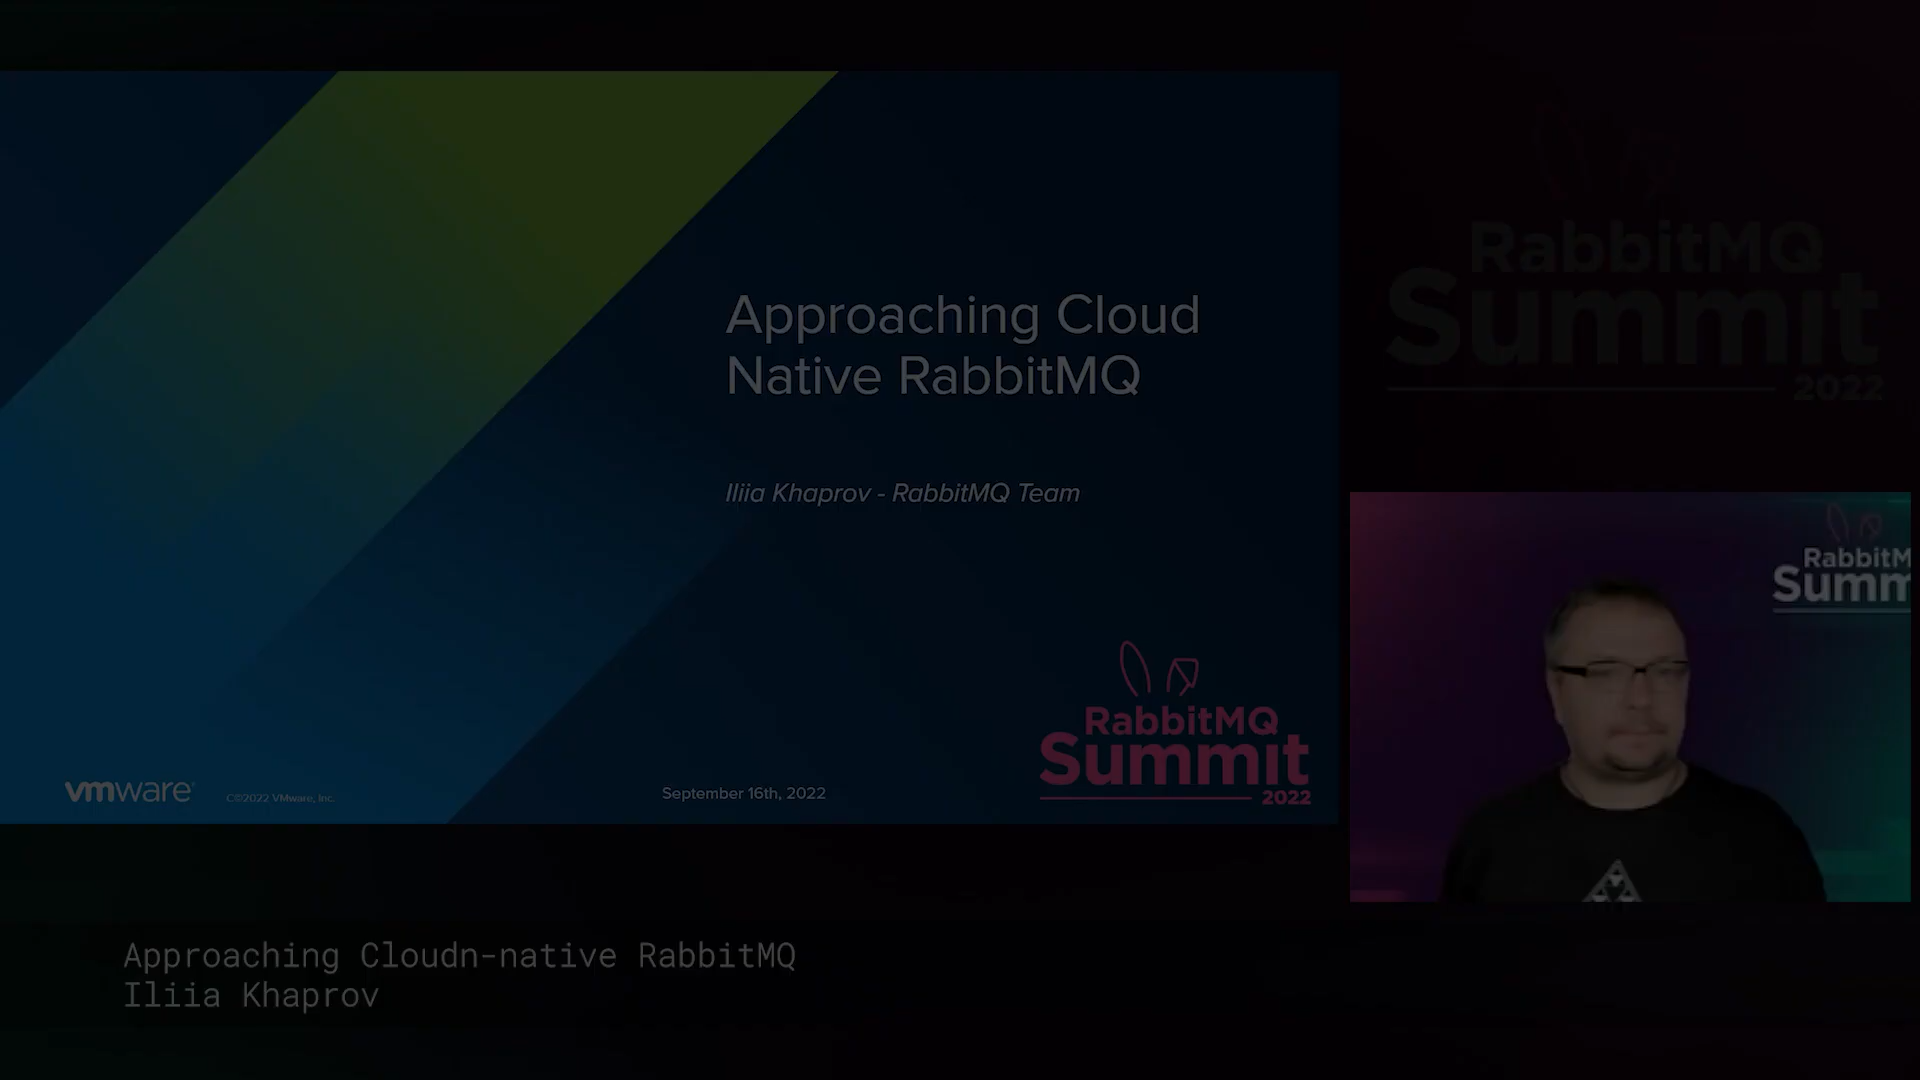 Approaching Cloud
Native RabbitMQ
Iliia Khaprov - RabbitMQ Team
RabbitMQ
Summit
2022
vmware®
C©2022 VMware, Inc.
September 16th, 2022
RabbitMQ
Summit
2022
RabbitM
Summ
Approaching Cloudn-native RabbitMQ
Iliia Khaprov